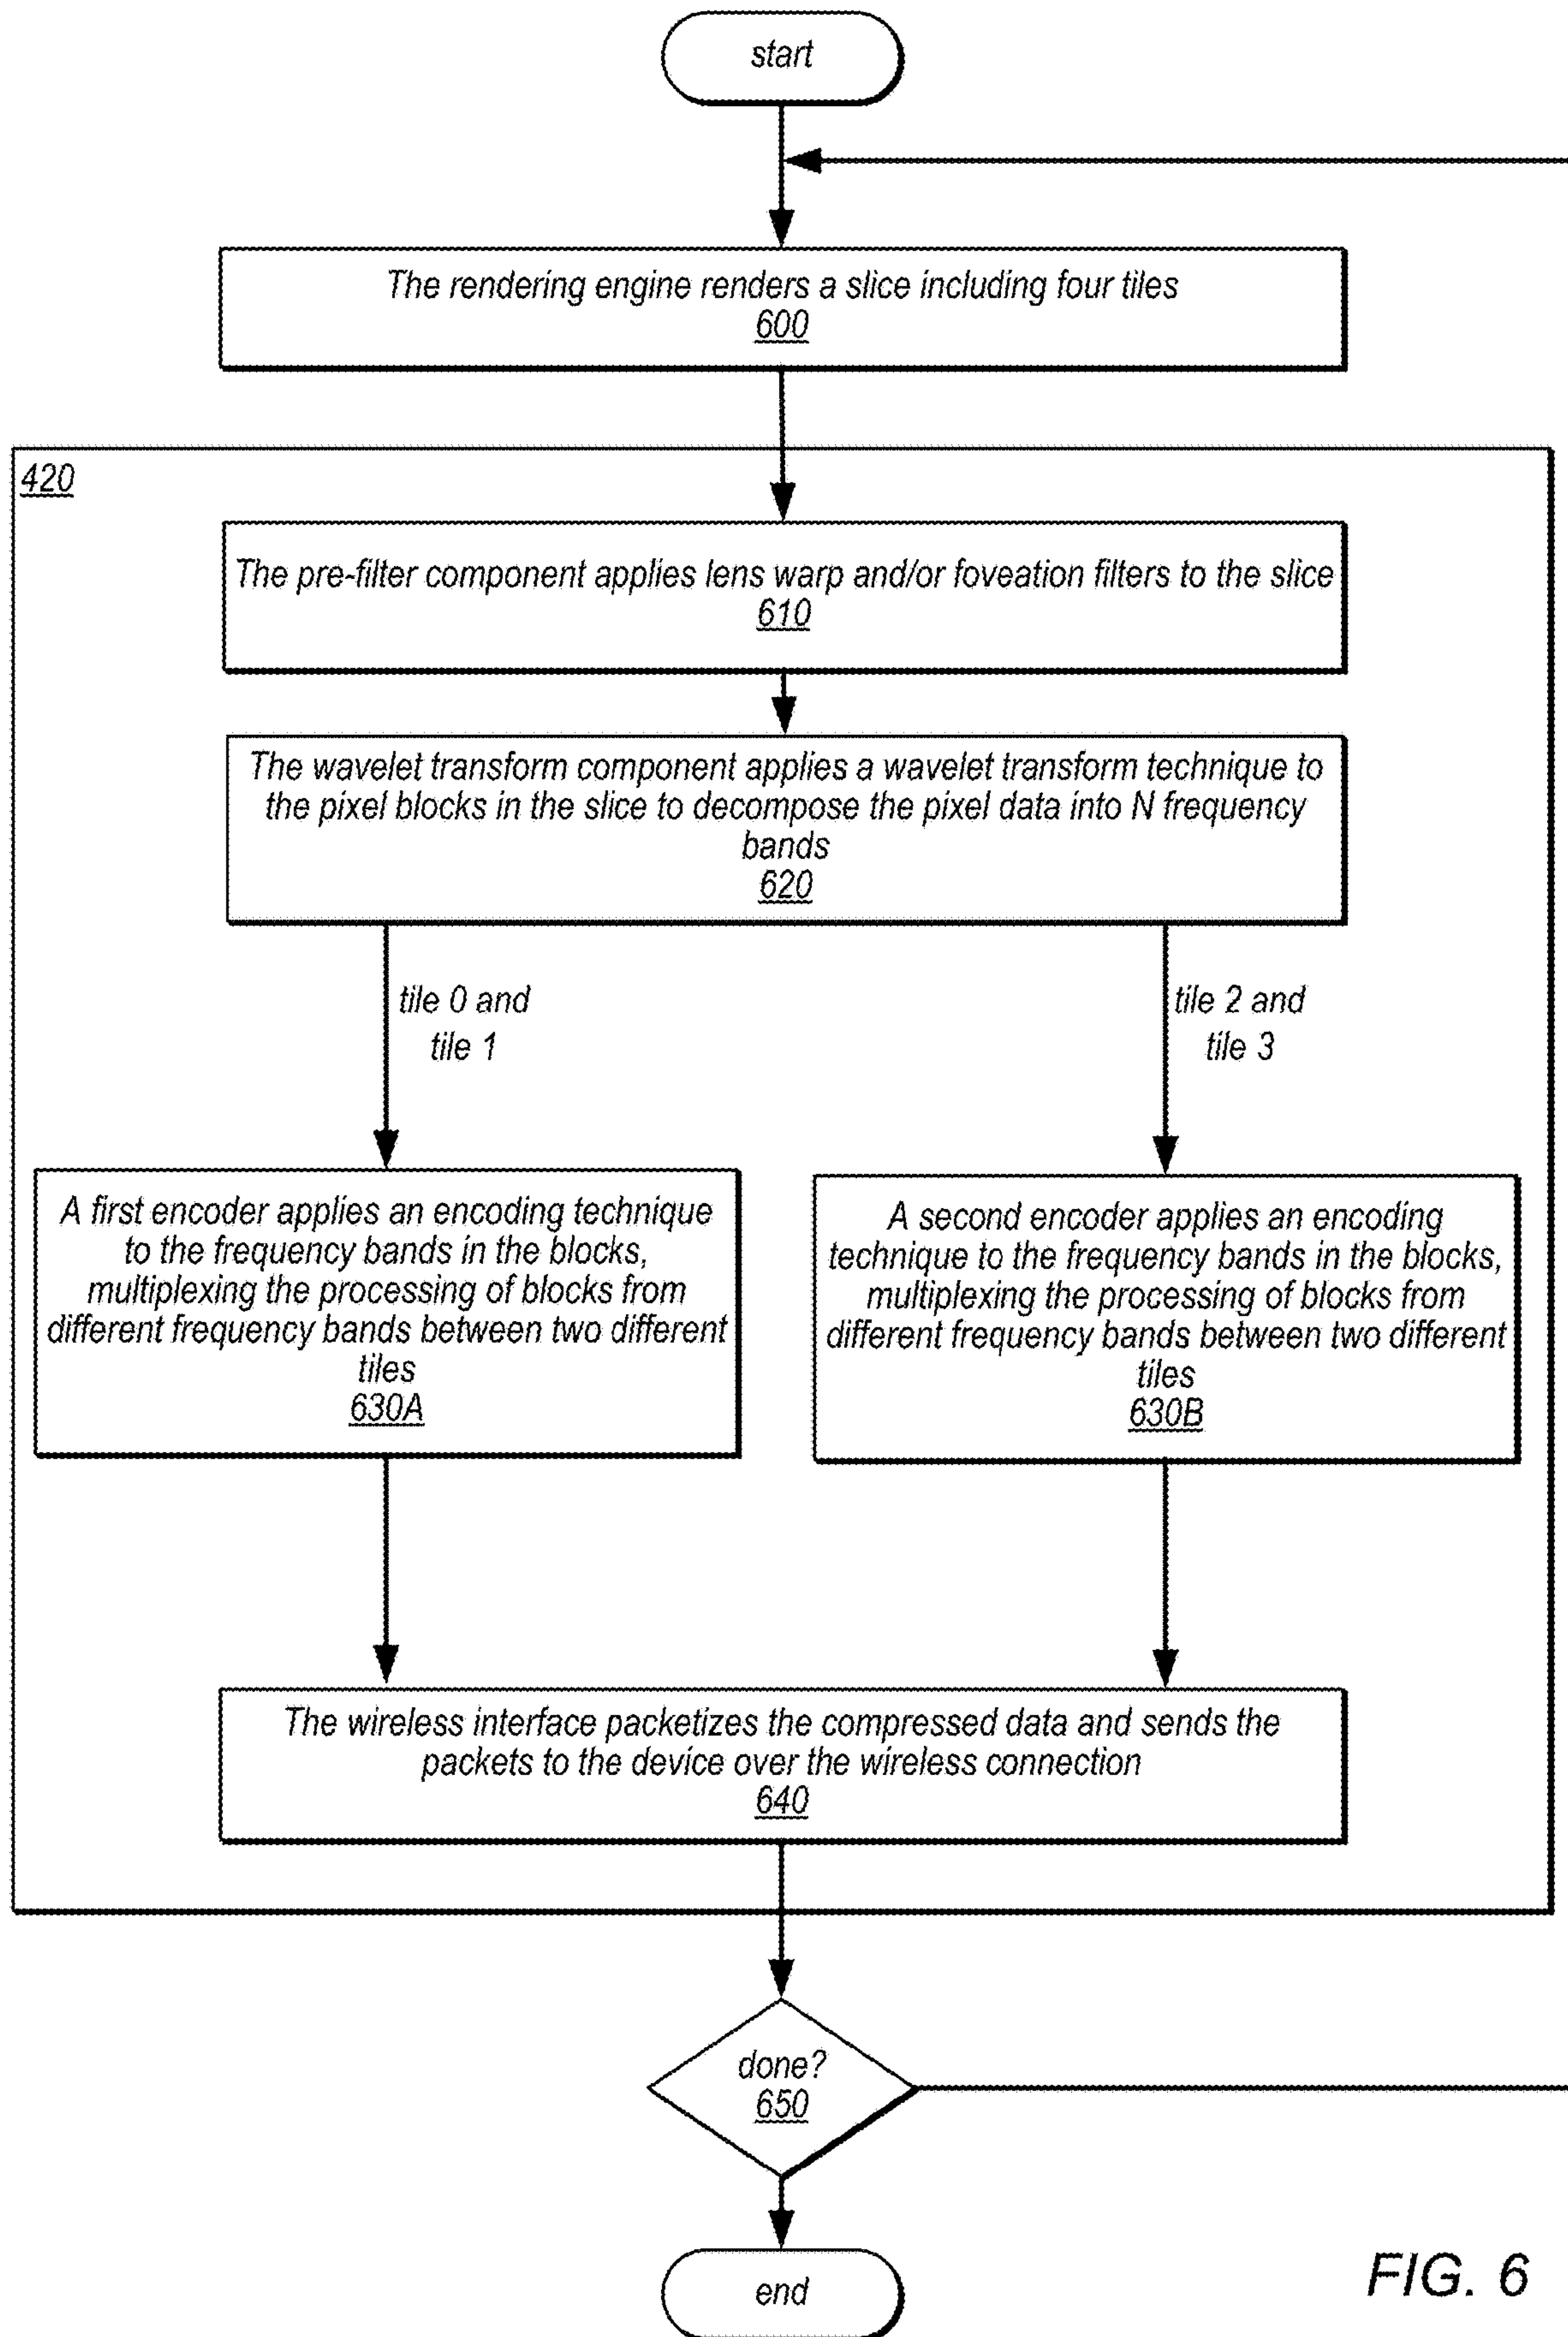 start
The rendering engine renders a slice including four tiles
600
420
The pre-filter component applies lens warp and/or foveation filters to the slice
610
The wavelet transform component applies a wavelet transform technique to
the pixel blocks in the slice to decompose the pixel data into N frequency
bands
620
tile 0 and
tile 1
tile 2 and
tile 3
A first encoder applies an encoding technique
to the frequency bands in the blocks,
multiplexing the processing of blocks from
different frequency bands between two different
tiles
630A
A second encoder applies an encoding
technique to the frequency bands in the blocks,
multiplexing the processing of blocks from
different frequency bands between two different
tiles
630B
The wireless interface packetizes the compressed data and sends the
packets to the device over the wireless connection
640
done?
650
end
FIG. 6